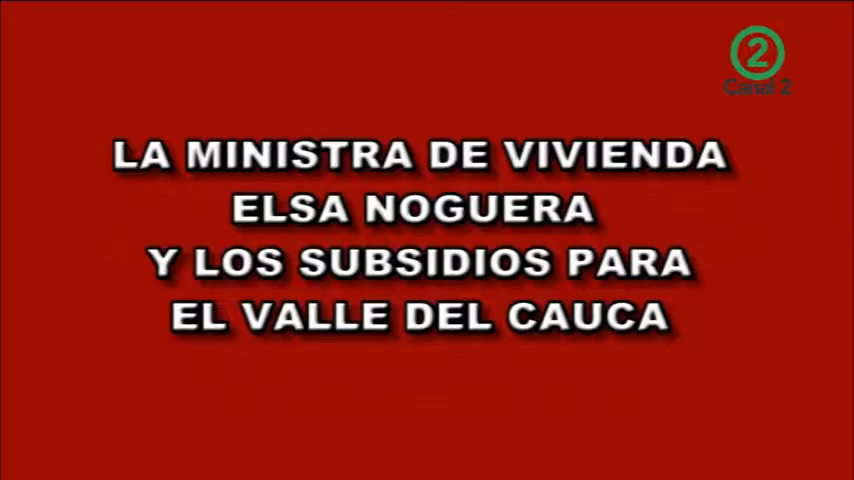 2
Canal 2
LA MINISTRA DE VIVIENDA
ELSA NOGUERA
Y LOS SUBSIDIOS PARA
EL VALLE DEL CAUCA